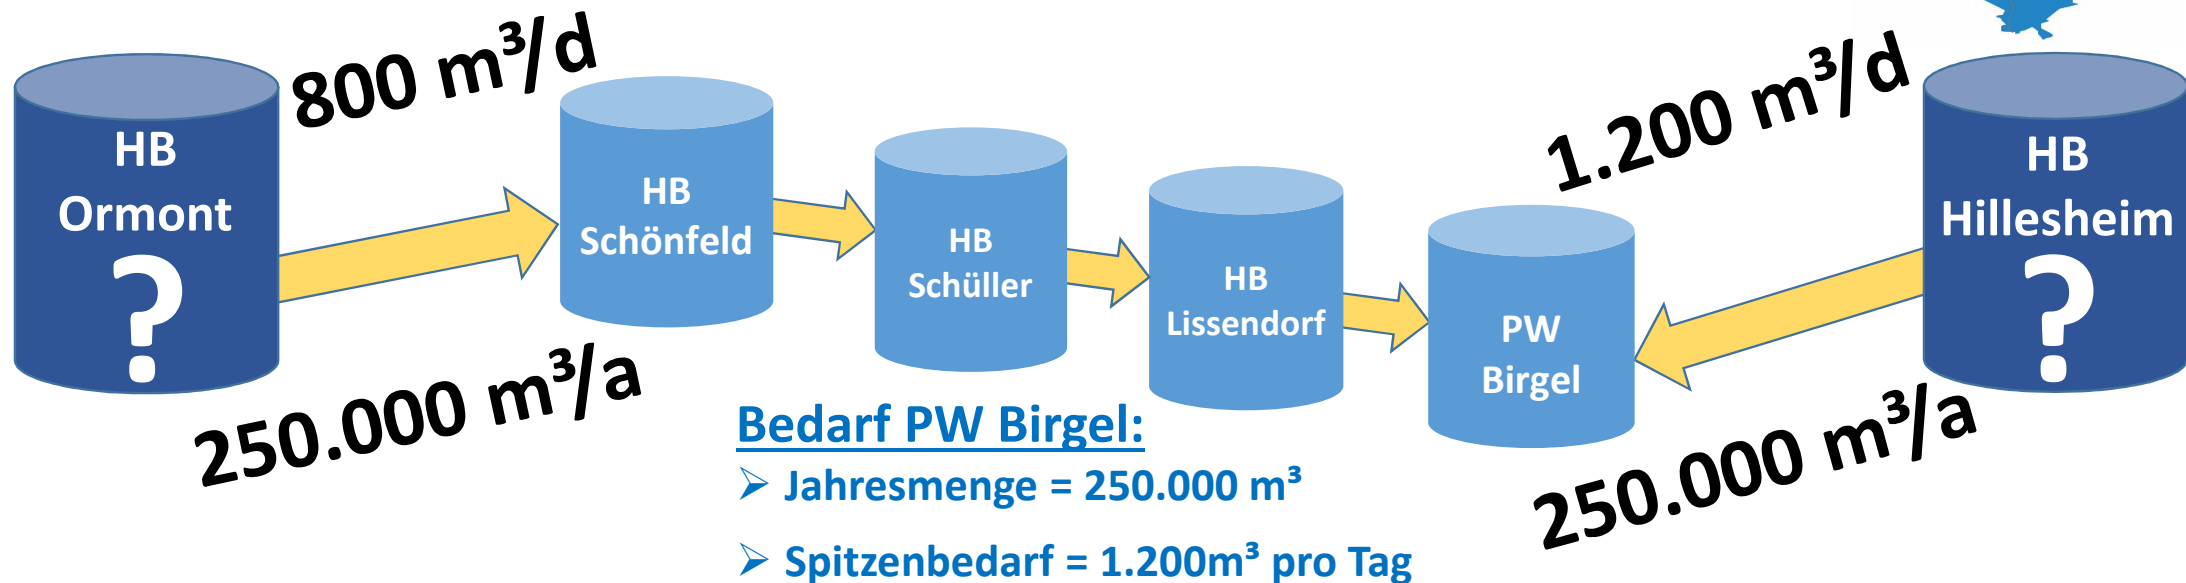 800 m³/d
1.200 m³/d
HB
Ormont
?
HB
Schönfeld
HB
Schüller
HB
Lissendorf
PW
Birgel
HB
Hillesheim
?
250.000 m³/a
250.000 m³/a
Bedarf PW Birgel:
➢ Jahresmenge = 250.000 m³
➢ Spitzenbedarf = 1.200m³ pro Tag